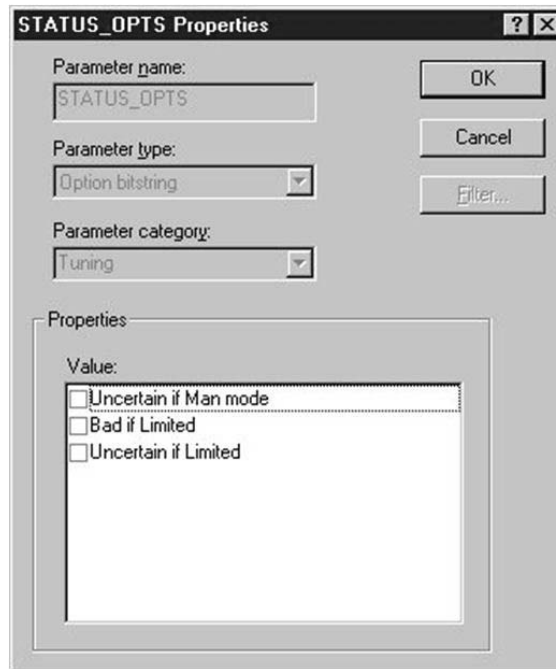 STATUS_OPTS Properties
Parameter name:
STATUS_OPTS
OK
Parameter type:
Option bitstring
Cancel
Filter...
Parameter category:
Tuning
Properties
Value:
Uncertain if Man mode
Bad if Limited
Uncertain if Limited